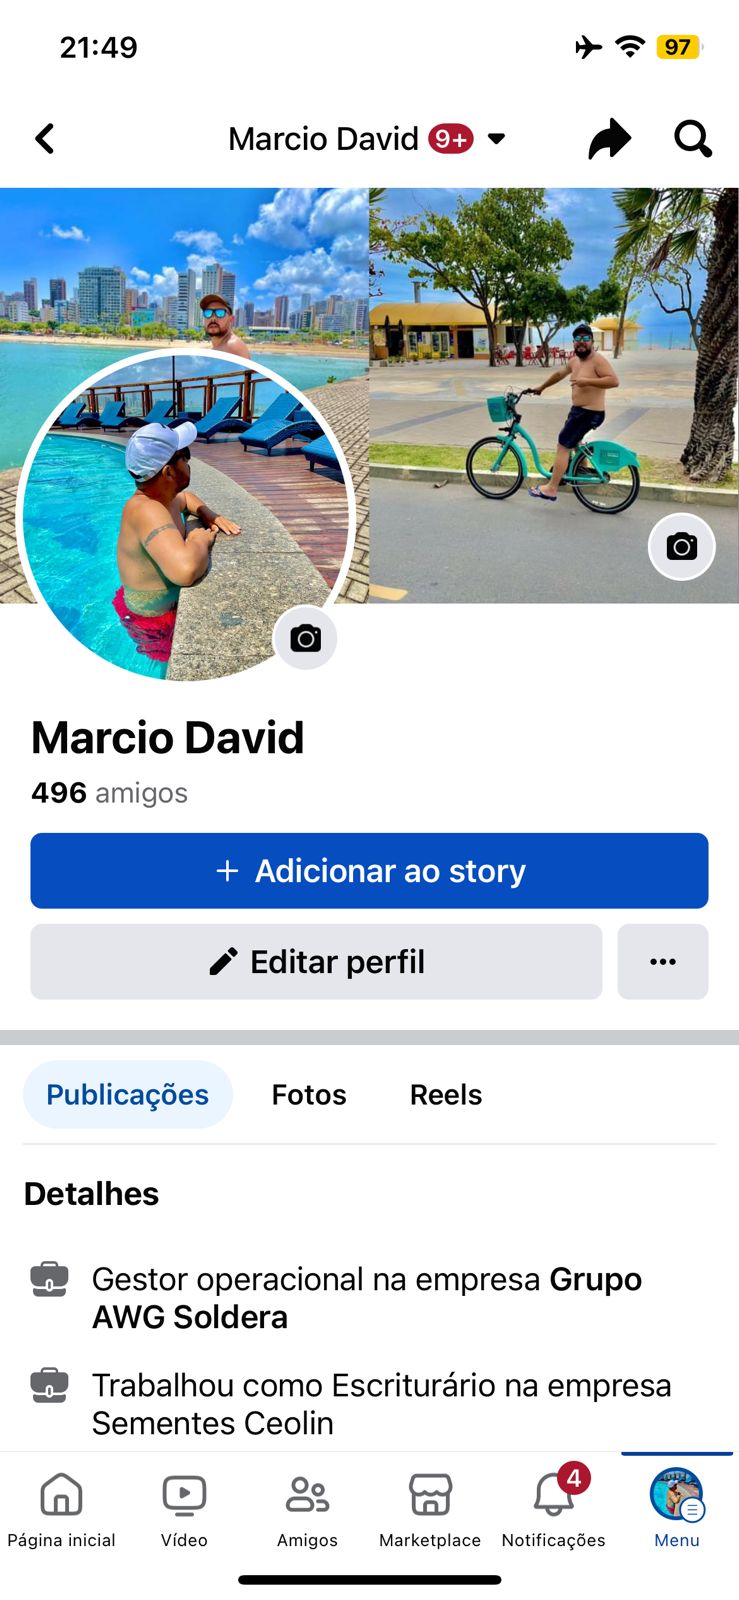 21:49
97
Marcio David 9+
Marcio David
496 amigos
+ Adicionar ao story
Editar perfil
Publicações Fotos Reels
Detalhes
Gestor operacional na empresa Grupo
AWG Soldera
Trabalhou como Escriturário na empresa
Sementes Ceolin
4
Página inicial Vídeo Amigos Marketplace Notificações Menu